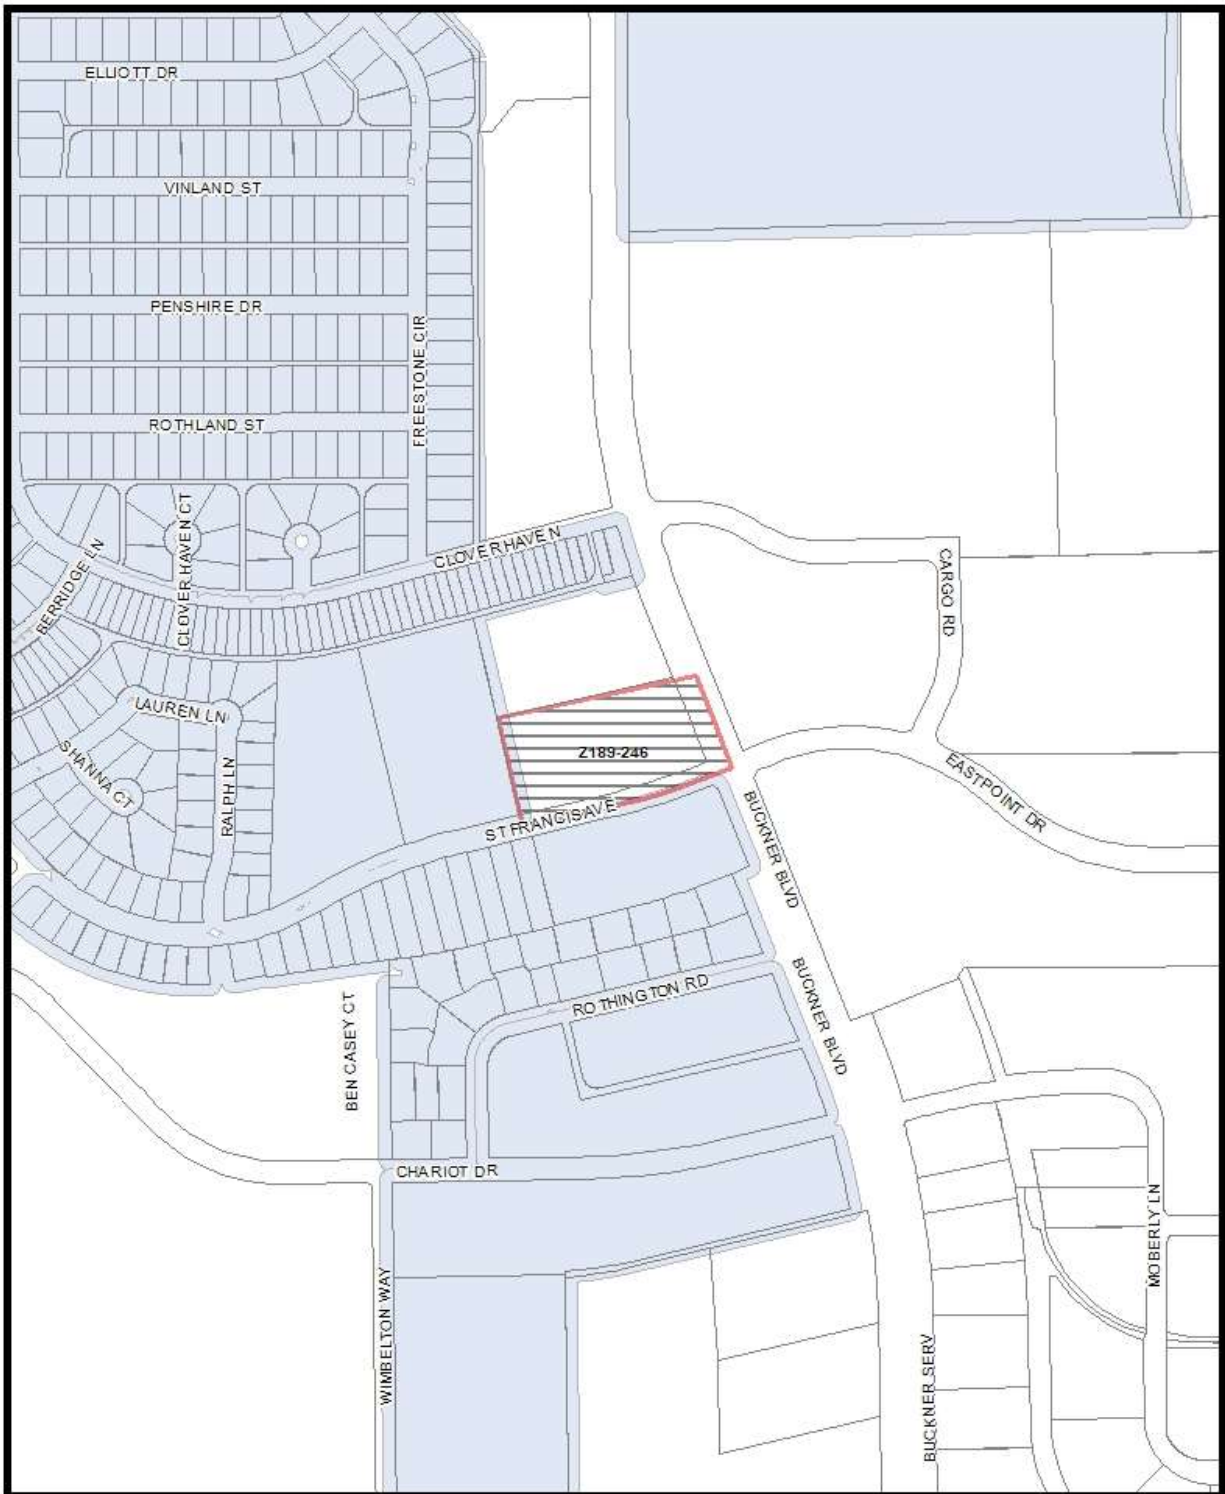 ELLIOTT DR
VINLAND ST
PENSHIRE DR
FREESTONE CIR
ROTHLAND ST
CLOVER HAVEN CT
BERRIDGE LN
CLOVERHAVEN
CARGO RD
LAUREN LN
SHANNA CT
RALPH LN
Z189-246
EASTPOINT DR
ST FRANCIS AVE
BUCKNER BLVD
BUCKNER BLVD
ROTHINGTON RD
BEN CASEY CT
CHARIOT DR
MOBERLY LN
WIMBELTON WAY
BUCKNER SERV